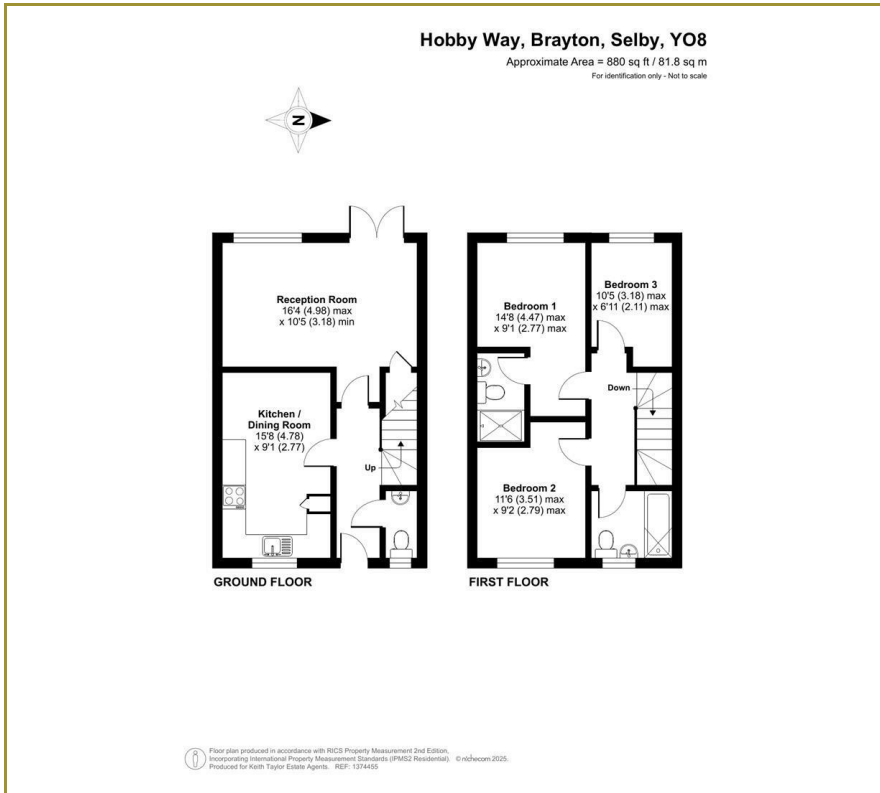 Hobby Way, Brayton, Selby, YO8
Approximate Area = 880 sq ft / 81.8 sq m
For identification only - Not to scale
N
Reception Room
16'4 (4.98) max
x 10'5 (3.18) min
Kitchen /
Dining Room
15'8 (4.78)
x 9'1 (2.77)
Up
GROUND FLOOR
Bedroom 1
14'8 (4.47) max
x 9'1 (2.77) max
Bedroom 3
10'5 (3.18) max
x 6'11 (2.11) max
Down
Bedroom 2
11'6 (3.51) max
x 9'2 (2.79) max
FIRST FLOOR
Floor plan produced in accordance with RICS Property Measurement 2nd Edition,
Incorporating International Property Measurement Standards (IPMS2 Residential). © nichecom 2025.
Produced for Keith Taylor Estate Agents. REF: 1374455